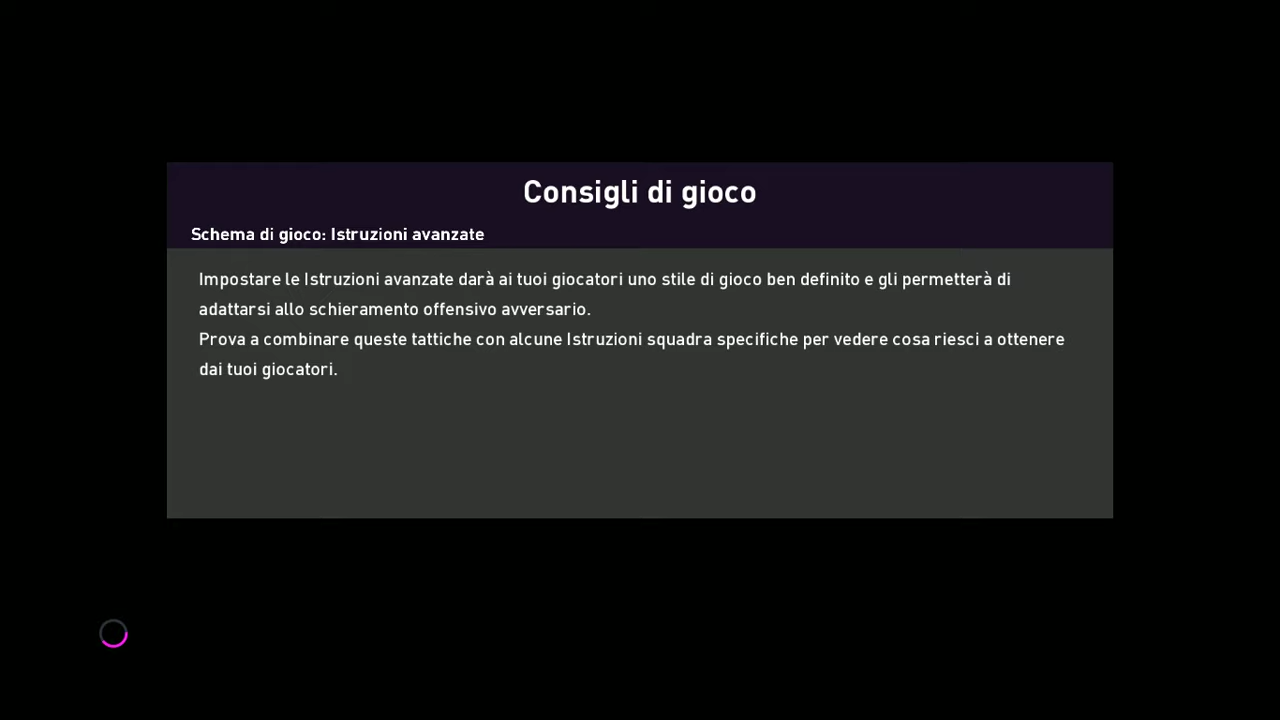 Consigli di gioco
Schema di gioco: Istruzioni avanzate
Impostare le Istruzioni avanzate darà ai tuoi giocatori uno stile di gioco ben definito e gli permetterà di
adattarsi allo schieramento offensivo avversario.
Prova a combinare queste tattiche con alcune Istruzioni squadra specifiche per vedere cosa riesci a ottenere
dai tuoi giocatori.